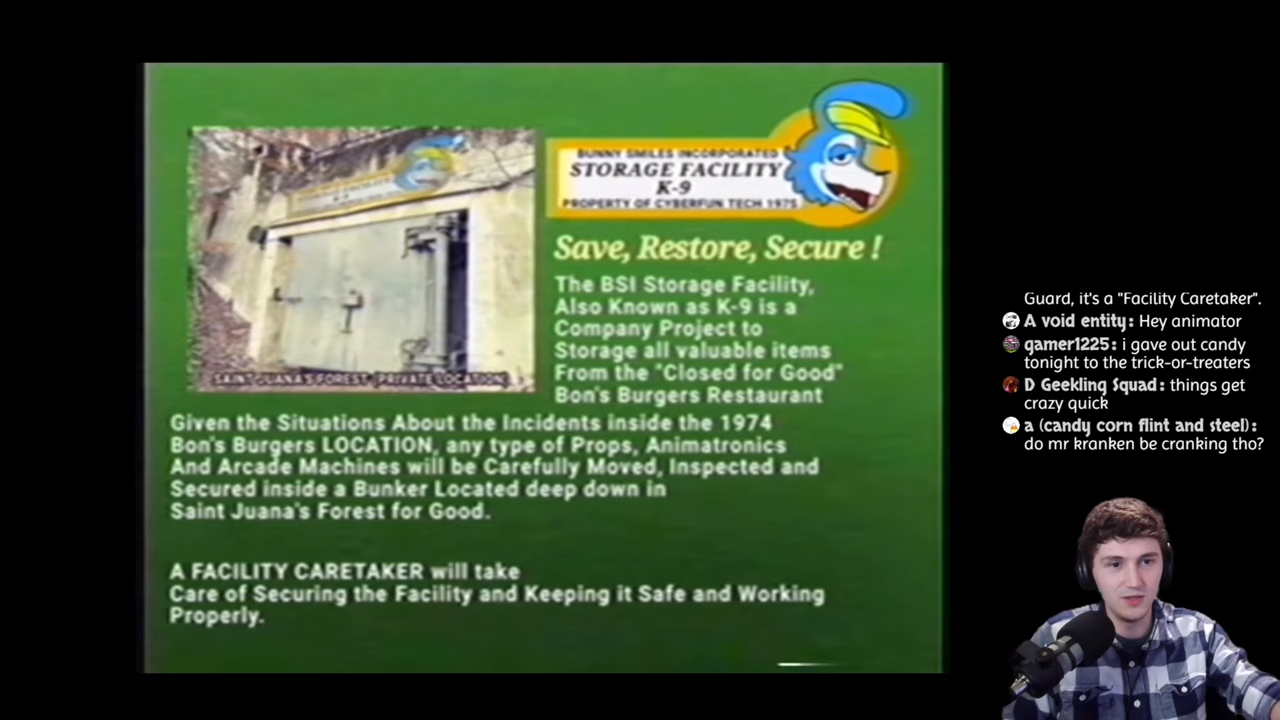 BUNNY SMILES INCORPORATED
STORAGE FACILITY
K-9
PROPERTY OF CYBERFUN TECH 1975
SAINT JUANA'S FOREST (PRIVATE LOCATION)
Save, Restore, Secure !
The BSI Storage Facility,
Also Known as K-9 is a
Company Project to
Storage all valuable items
From the "Closed for Good"
Bon's Burgers Restaurant
Given the Situations About the Incidents inside the 1974
Bon's Burgers LOCATION, any type of Props, Animatronics
And Arcade Machines will be Carefully Moved, Inspected and
Secured inside a Bunker Located deep down in
Saint Juana's Forest for Good.
A FACILITY CARETAKER will take
Care of Securing the Facility and Keeping it Safe and Working
Properly.
Guard, it's a "Facility Caretaker".
A void entity: Hey animator
gamer1225: i gave out candy
tonight to the trick-or-treaters
D Geekling Squad: things get
crazy quick
a (candy corn flint and steel):
do mr kranken be cranking tho?